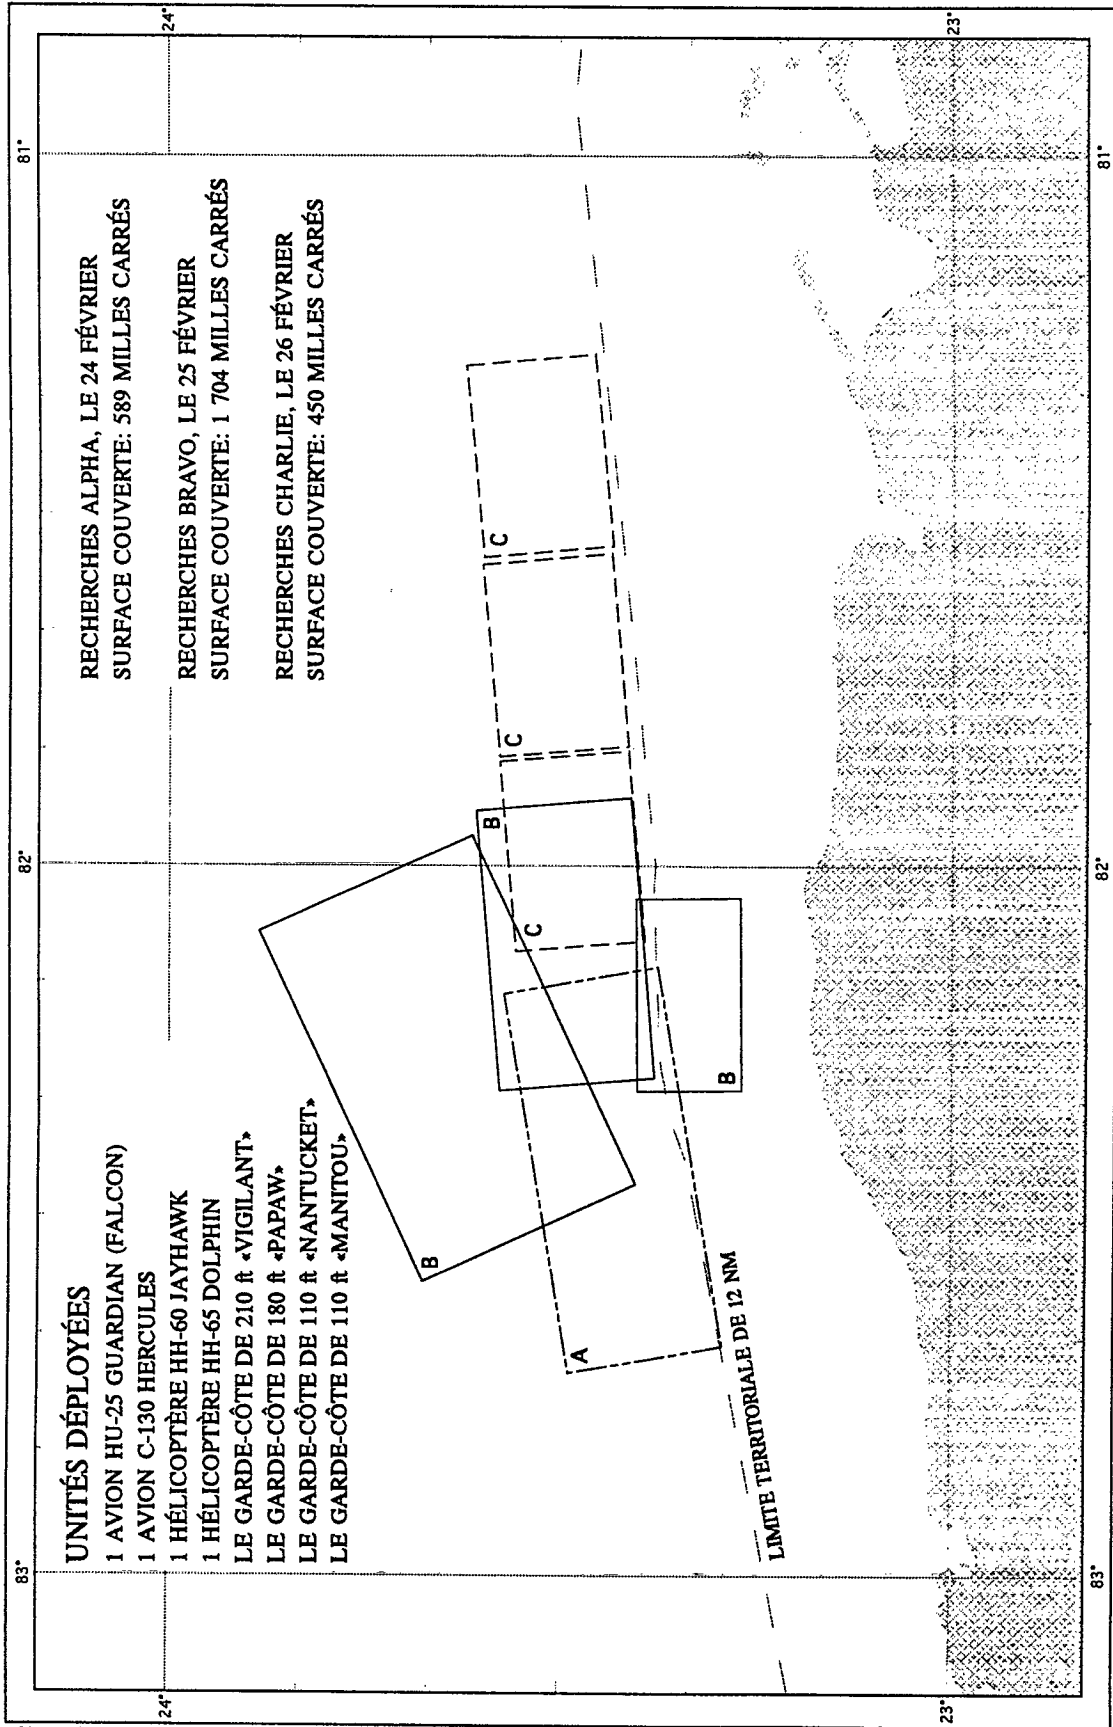 UNITÉS DÉPLOYÉES
1 AVION HU-25 GUARDIAN (FALCON)
1 AVION C-130 HERCULES
1 HÉLICOPTÈRE HH-60 JAYHAWK
1 HÉLICOPTÈRE HH-65 DOLPHIN
LE GARDE-CÔTE DE 210 ft «VIGILANT»
LE GARDE-CÔTE DE 180 ft «PAPAW»
LE GARDE-CÔTE DE 110 ft «NANTUCKET»
LE GARDE-CÔTE DE 110 ft «MANITOU»
RECHERCHES ALPHA, LE 24 FÉVRIER
SURFACE COUVERTE: 589 MILLES CARRÉS
RECHERCHES BRAVO, LE 25 FÉVRIER
SURFACE COUVERTE: 1 704 MILLES CARRÉS
RECHERCHES CHARLIE, LE 26 FÉVRIER
SURFACE COUVERTE: 450 MILLES CARRÉS
83°
82°
81°
24°
24°
B
B
C
C
C
A
B
LIMITE TERRITORIALE DE 12 NM
23°
23°
83°
82°
81°